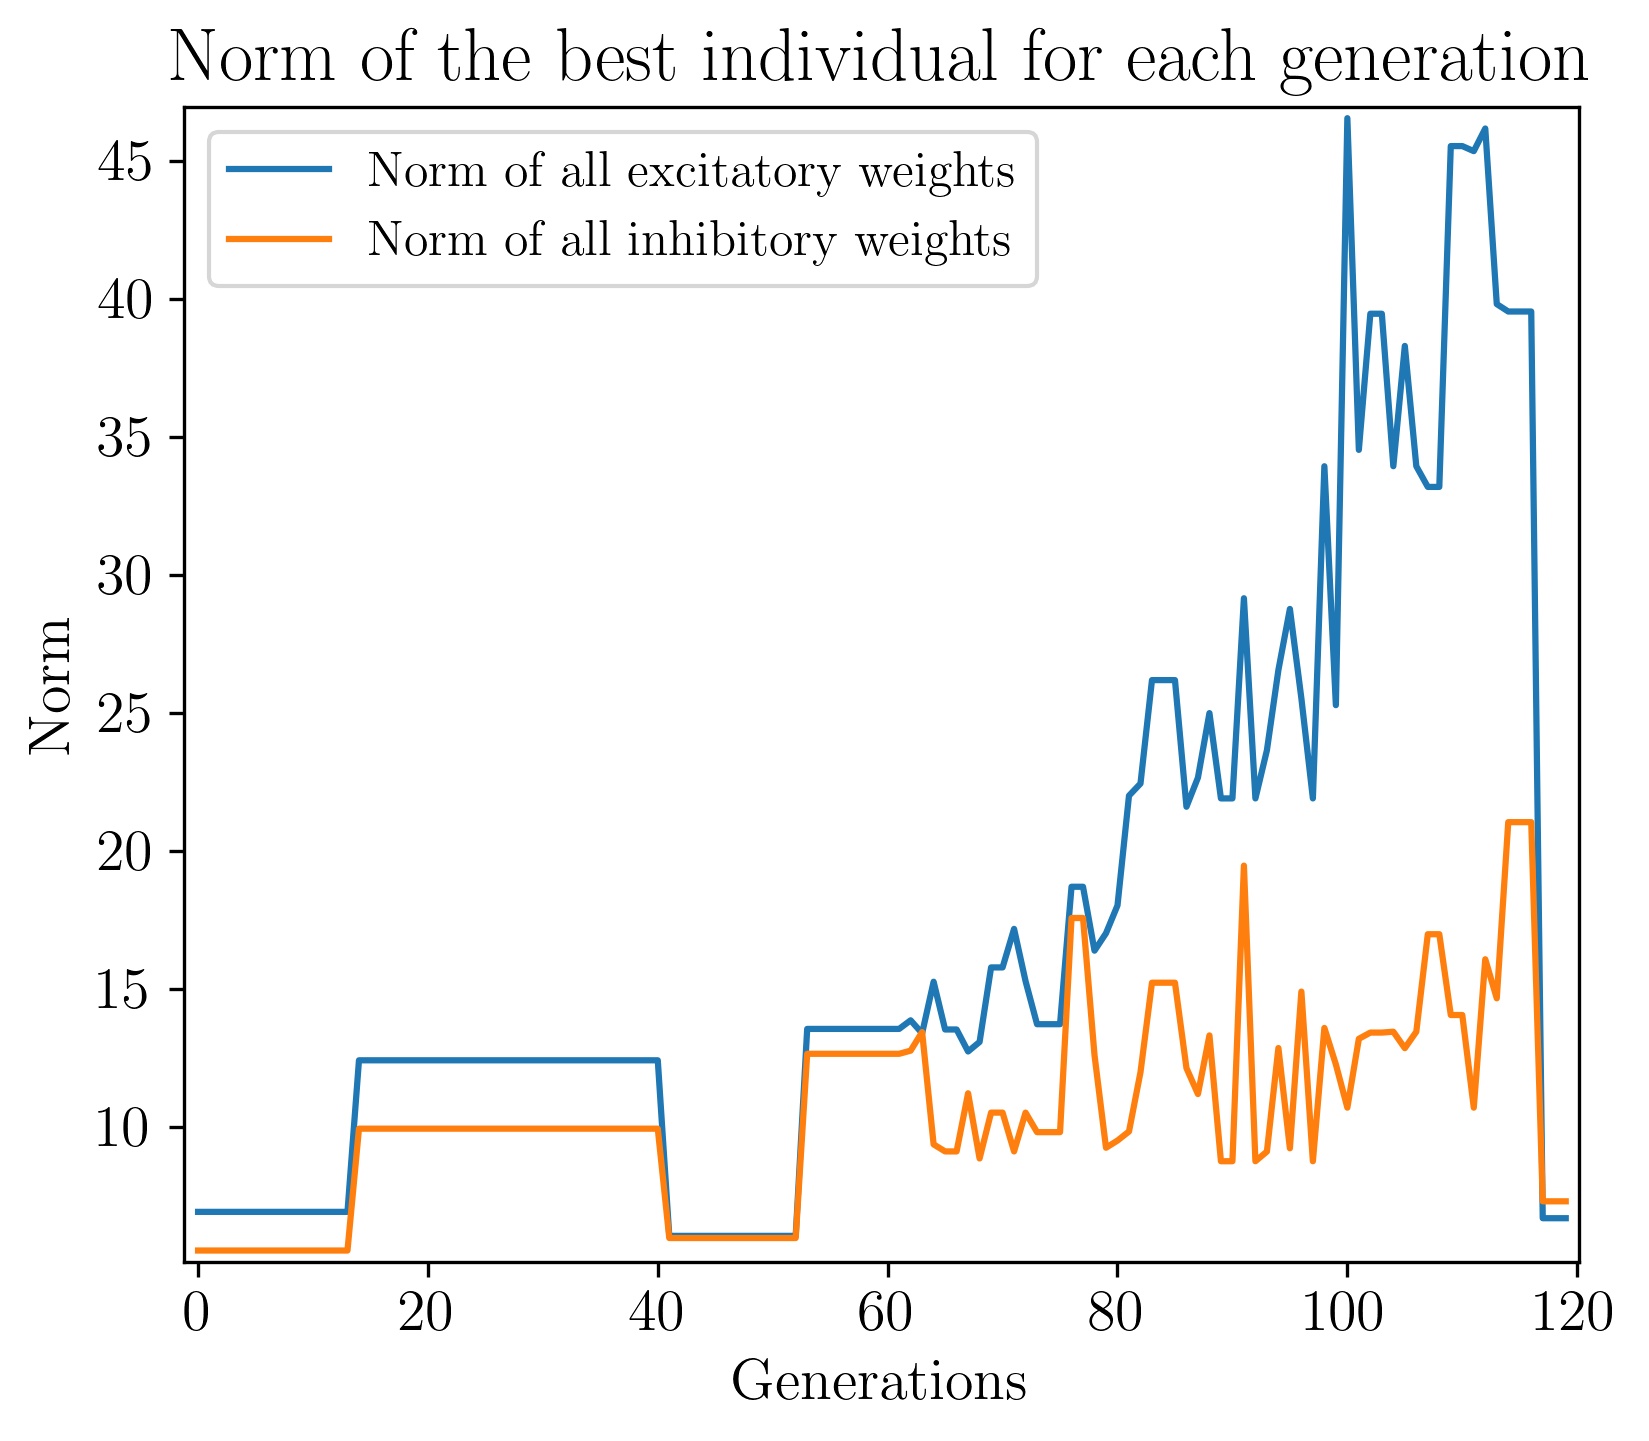 Norm of the best individual for each generation
Norm of all excitatory weights
Norm of all inhibitory weights
45
40
35
30
25
20
15
10
Norm
0 20 40 60 80 100 120
Generations